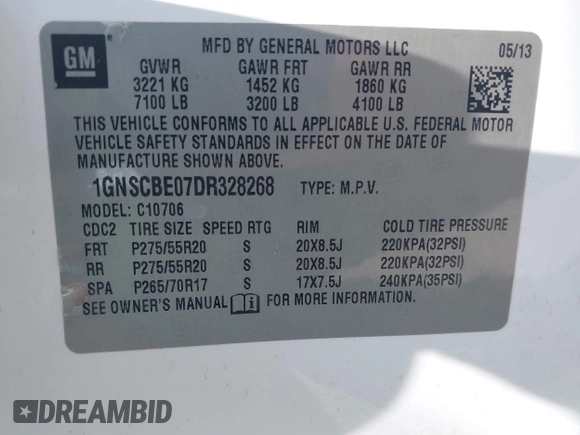 GM
MFD BY GENERAL MOTORS LLC 05/13
GVWR GAWR FRT GAWR RR
3221 KG 1452 KG 1860 KG
7100 LB 3200 LB 4100 LB
THIS VEHICLE CONFORMS TO ALL APPLICABLE U.S. FEDERAL MOTOR
VEHICLE SAFETY STANDARDS IN EFFECT ON THE DATE OF
MANUFACTURE SHOWN ABOVE.
1GNSCBE07DR328268 TYPE: M.P.V.
MODEL: C10706
CDC2 TIRE SIZE SPEED RTG RIM COLD TIRE PRESSURE
FRT P275/55R20 S 20X8.5J 220KPA(32PSI)
RR P275/55R20 S 20X8.5J 220KPA(32PSI)
SPA P265/70R17 S 17X7.5J 240KPA(35PSI)
SEE OWNER'S MANUAL i FOR MORE INFORMATION.
DREAMBID